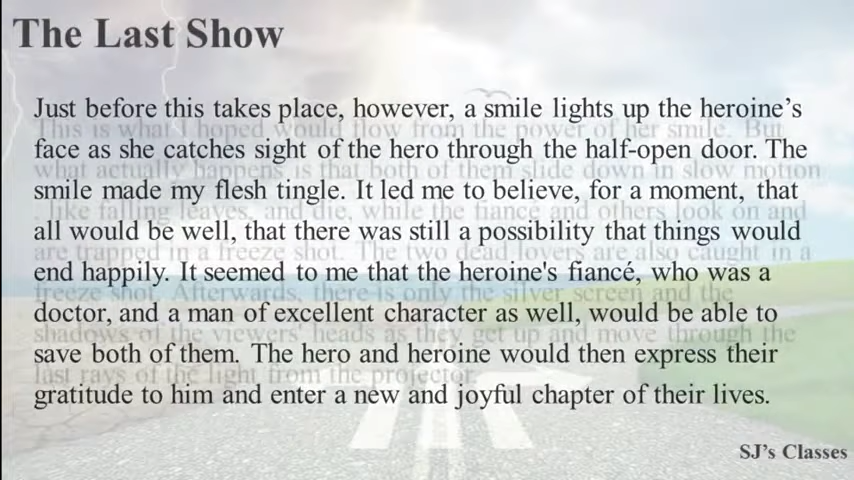 The Last Show
Just before this takes place, however, a smile lights up the heroine's
This is what I hoped would flow from the power of her smile. But
face as she catches sight of the hero through the half-open door. The
what actually happens is that both of them slide down in slow motion
smile made my flesh tingle. It led me to believe, for a moment, that
, like falling leaves, and die, while the fiance and others look on and
all would be well, that there was still a possibility that things would
are trapped in a freeze shot. The two dead lovers are also caught in a
end happily. It seemed to me that the heroine's fiancé, who was a
freeze shot. Afterwards, there is only the silver screen and the
doctor, and a man of excellent character as well, would be able to
shadows of the viewers' heads as they get up and move through the
save both of them. The hero and heroine would then express their
last rays of the light from the projector.
gratitude to him and enter a new and joyful chapter of their lives.
SJ's Classes